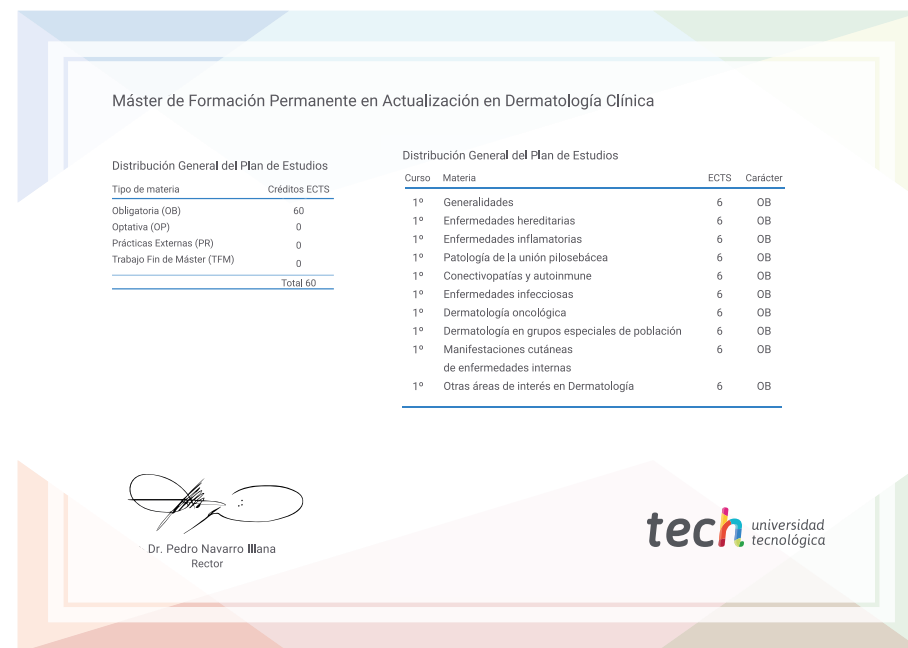 Máster de Formación Permanente en Actualización en Dermatología Clínica
Distribución General del Plan de Estudios
Tipo de materia Créditos ECTS
Obligatoria (OB) 60
Optativa (OP) 0
Prácticas Externas (PR) 0
Trabajo Fin de Máster (TFM) 0
Total 60
Distribución General del Plan de Estudios
Curso Materia ECTS Carácter
1º Generalidades 6 OB
1º Enfermedades hereditarias 6 OB
1º Enfermedades inflamatorias 6 OB
1º Patología de la unión pilosebácea 6 OB
1º Conectivopatías y autoinmune 6 OB
1º Enfermedades infecciosas 6 OB
1º Dermatología oncológica 6 OB
1º Dermatología en grupos especiales de población 6 OB
1º Manifestaciones cutáneas 6 OB
de enfermedades internas
1º Otras áreas de interés en Dermatología 6 OB
Dr. Pedro Navarro Illana
Rector
tech universidad
tecnológica